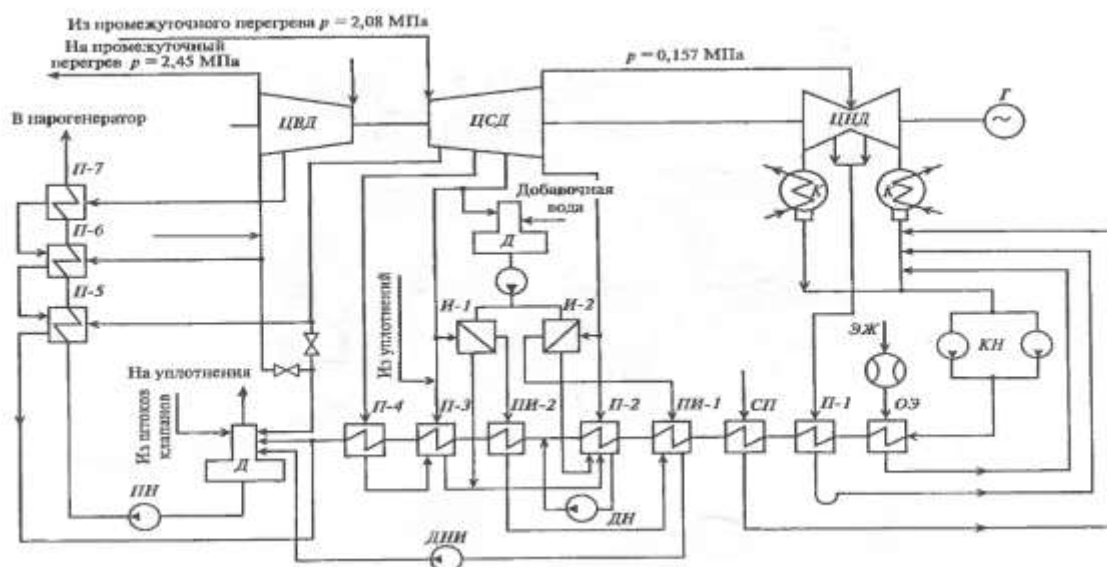 Из промежуточного перегрева p = 2,08 МПа
На промежуточный
перегрев p = 2,45 МПа
p = 0,157 МПа
Г
ЦВД
ЦСД
ЦНД
В парогенератор
П-7
К
К
Добавочная
вода
П-6
Д
П-5
И-1
И-2
Из уплотнений
ЭЖ
КН
На уплотнения
Из штоков
клапанов
П-4
П-3
ПИ-2
П-2
ПИ-1
СП
П-1
ОЭ
Д
ПН
ДН
ДНИ